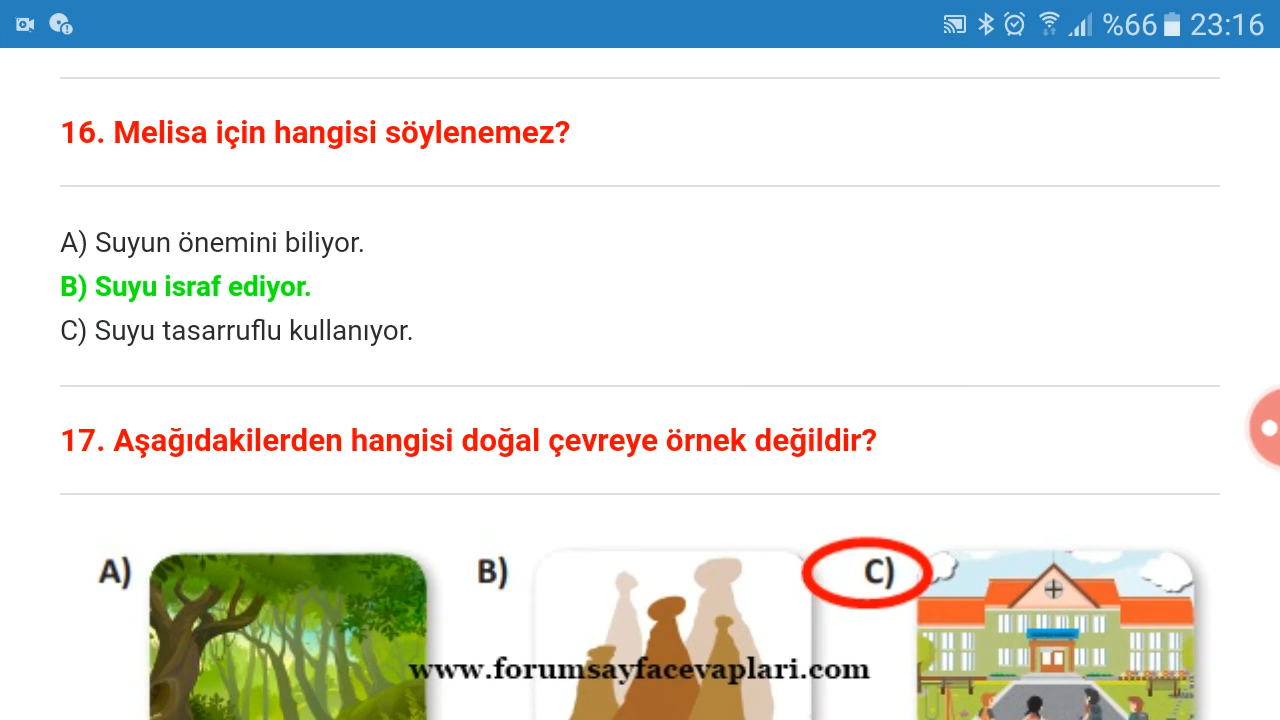 %66 23:16
16. Melisa için hangisi söylenemez?
A) Suyun önemini biliyor.
B) Suyu israf ediyor.
C) Suyu tasarruflu kullanıyor.
17. Aşağıdakilerden hangisi doğal çevreye örnek değildir?
A) B) C)
www.forumsayfacevaplari.com